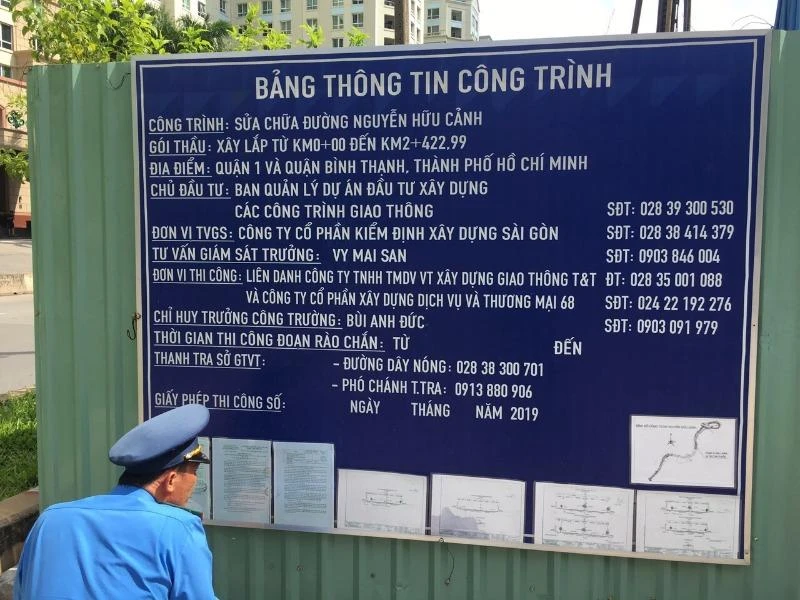 BẢNG THÔNG TIN CÔNG TRÌNH
CÔNG TRÌNH: SỬA CHỮA ĐƯỜNG NGUYỄN HỮU CẢNH
GÓI THẦU: XÂY LẮP TỪ KM0+00 ĐẾN KM2+422.99
ĐỊA ĐIỂM: QUẬN 1 VÀ QUẬN BÌNH THẠNH, THÀNH PHỐ HỒ CHÍ MINH
CHỦ ĐẦU TƯ: BAN QUẢN LÝ DỰ ÁN ĐẦU TƯ XÂY DỰNG
CÁC CÔNG TRÌNH GIAO THÔNG SĐT: 028 39 300 530
ĐƠN VỊ TVGS: CÔNG TY CỔ PHẦN KIỂM ĐỊNH XÂY DỰNG SÀI GÒN SĐT: 028 38 414 379
TƯ VẤN GIÁM SÁT TRƯỞNG: VY MAI SAN SĐT: 0903 846 004
ĐƠN VỊ THI CÔNG: LIÊN DANH CÔNG TY TNHH TMDV VT XÂY DỰNG GIAO THÔNG T&T ĐT: 028 35 001 088
VÀ CÔNG TY CỔ PHẦN XÂY DỰNG DỊCH VỤ VÀ THƯƠNG MẠI 68 SĐT: 024 22 192 276
CHỈ HUY TRƯỞNG CÔNG TRƯỜNG: BÙI ANH ĐỨC SĐT: 0903 091 979
THỜI GIAN THI CÔNG ĐOẠN RÀO CHẮN: TỪ ĐẾN
THANH TRA SỞ GTVT: - ĐƯỜNG DÂY NÓNG: 028 38 300 701
- PHÓ CHÁNH T.TRA: 0913 880 906
GIẤY PHÉP THI CÔNG SỐ: NGÀY THÁNG NĂM 2019